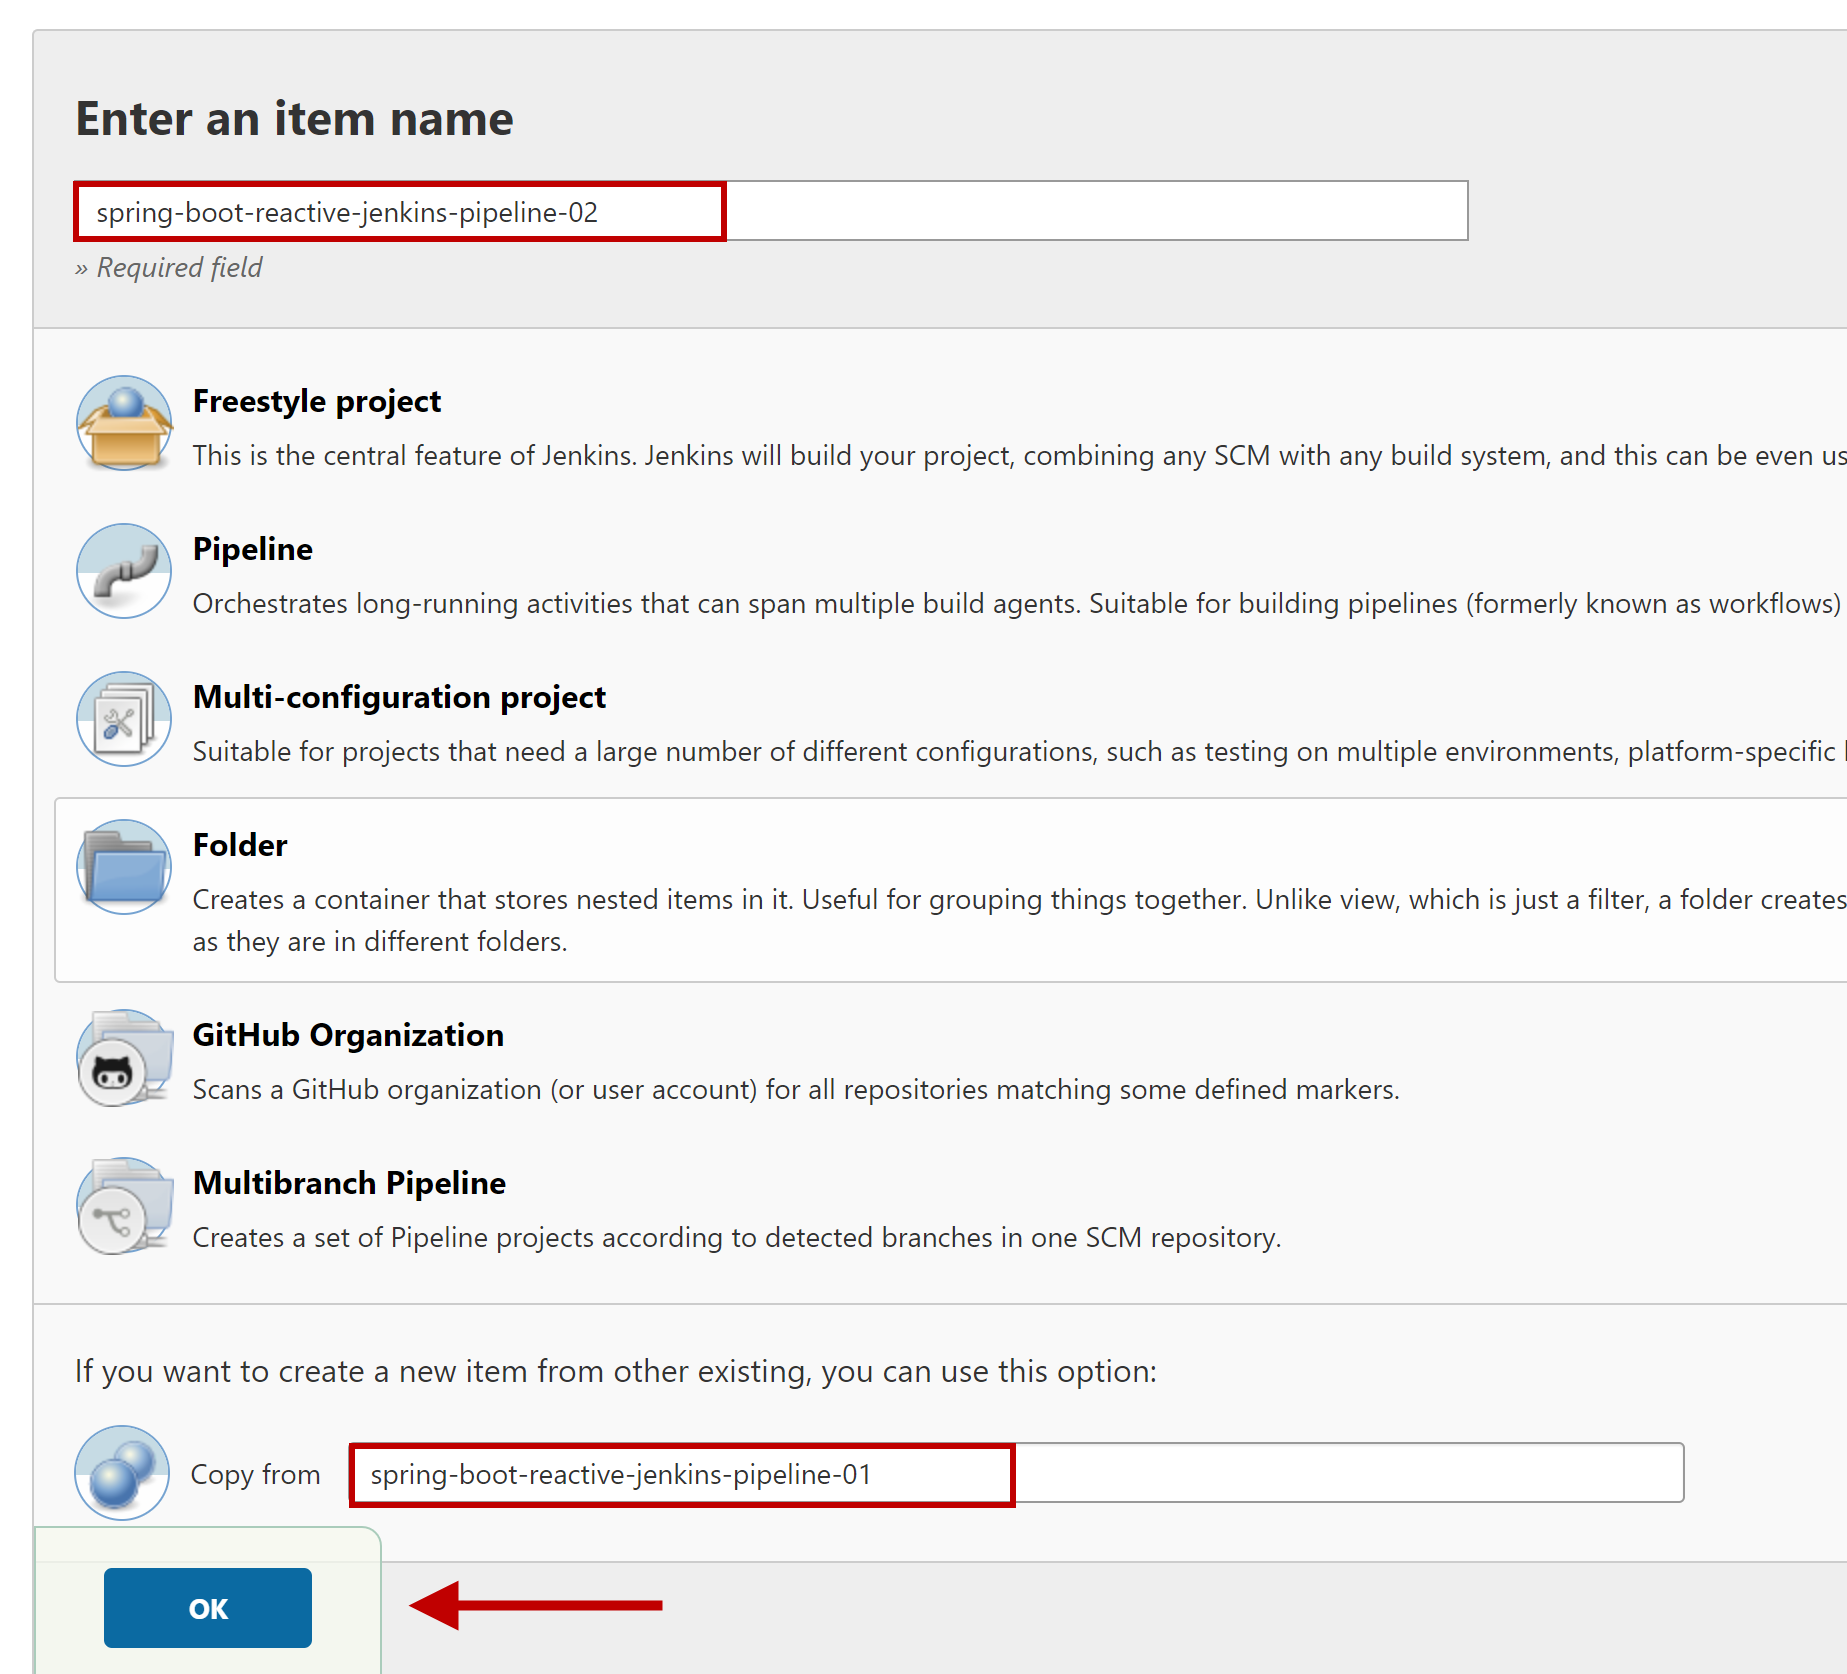 Enter an item name
spring-boot-reactive-jenkins-pipeline-02
» Required field
Freestyle project
This is the central feature of Jenkins. Jenkins will build your project, combining any SCM with any build system, and this can be even us
Pipeline
Orchestrates long-running activities that can span multiple build agents. Suitable for building pipelines (formerly known as workflows)
Multi-configuration project
Suitable for projects that need a large number of different configurations, such as testing on multiple environments, platform-specific
Folder
Creates a container that stores nested items in it. Useful for grouping things together. Unlike view, which is just a filter, a folder creates
as they are in different folders.
GitHub Organization
Scans a GitHub organization (or user account) for all repositories matching some defined markers.
Multibranch Pipeline
Creates a set of Pipeline projects according to detected branches in one SCM repository.
If you want to create a new item from other existing, you can use this option:
Copy from
spring-boot-reactive-jenkins-pipeline-01
OK